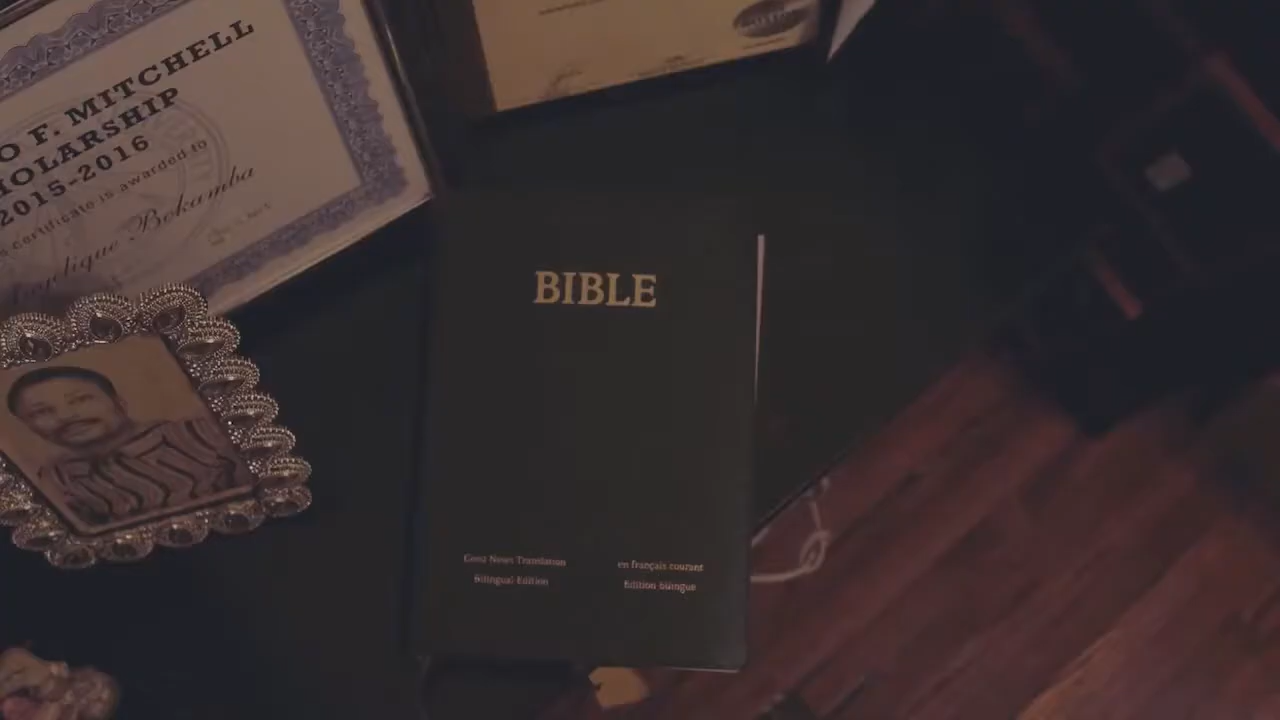 O F. MITCHELL
HOLARSHIP
2015-2016
s certificate is awarded to
Angelique Bokamba
BIBLE
Good News Translation
Bilingual Edition
en français courant
Edition bilingue